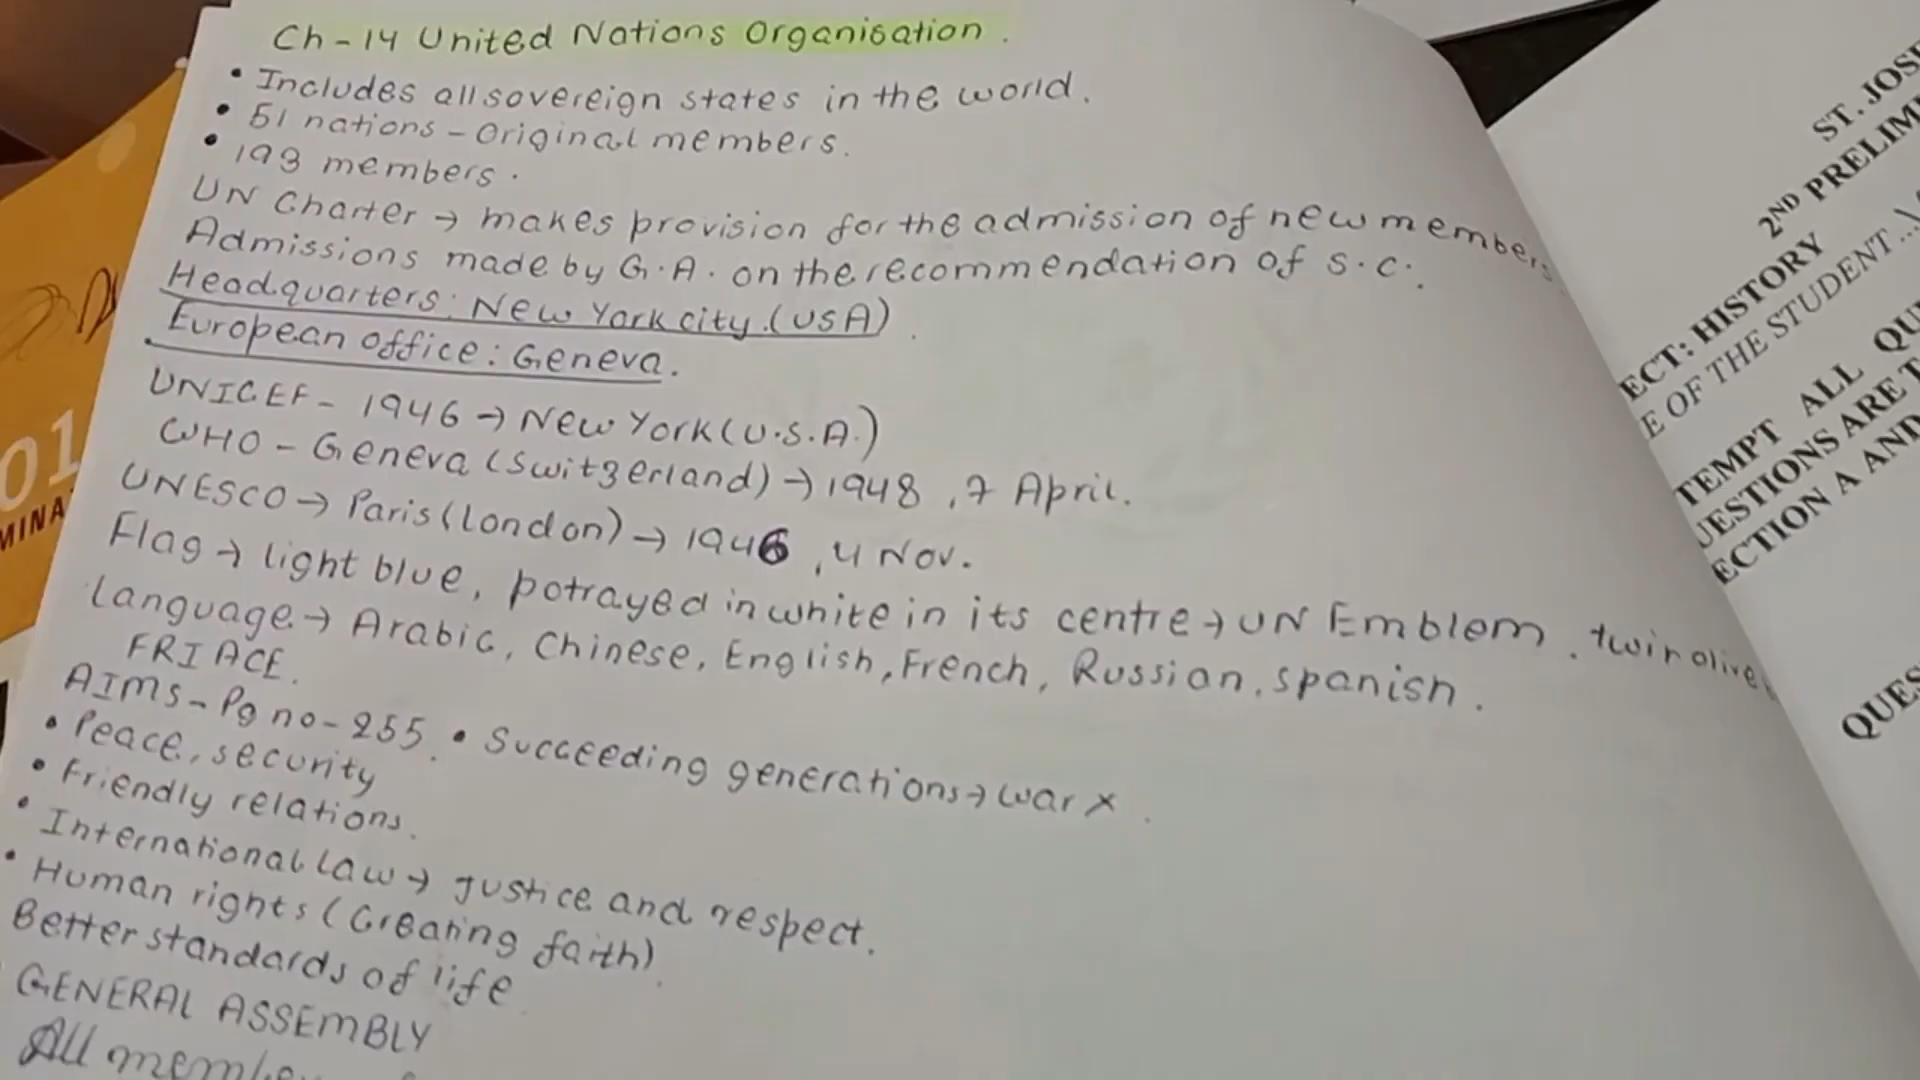 Ch-14 United Nations Organisation.
• Includes all sovereign states in the world.
• 51 nations - original members.
• 193 members.
UN Charter → makes provision for the admission of new members
Admissions made by G.A. on the recommendation of S.C.
Headquarters: New York city.(USA)
European office: Geneva.
UNICEF - 1946 → New York (U.S.A.)
WHO - Geneva (Switzerland) → 1948, 7 April.
UNESCO → Paris (London) → 1946, 4 Nov.
Flag → light blue, potrayed in white in its centre → UN Emblem. twin olive
Language → Arabic, Chinese, English, French, Russian, Spanish.
FRIACE.
AIMS - Pg no - 255. • Succeeding generations → war x.
• Peace, security
• Friendly relations.
• International law → justice and respect.
• Human rights (Creating faith)
Better standards of life
GENERAL ASSEMBLY
All
ST. JOS
2ND PRELIM
ECT: HISTORY
E OF THE STUDENT ...
TEMPT ALL QU
UESTIONS ARE T
ECTION A AND
QUES
01
MINA